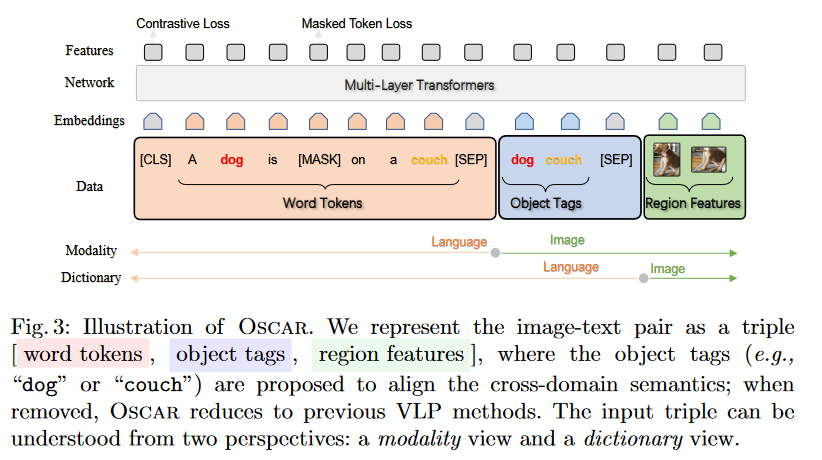 Contrastive Loss Masked Token Loss
Features
Network Multi-Layer Transformers
Embeddings
Data [CLS] A dog is [MASK] on a couch [SEP] dog couch [SEP]
Word Tokens Object Tags Region Features
Modality Language Image
Dictionary Language Image
Fig. 3: Illustration of OSCAR. We represent the image-text pair as a triple
[ word tokens , object tags , region features ], where the object tags (e.g.,
“dog” or “couch”) are proposed to align the cross-domain semantics; when
removed, OSCAR reduces to previous VLP methods. The input triple can be
understood from two perspectives: a modality view and a dictionary view.